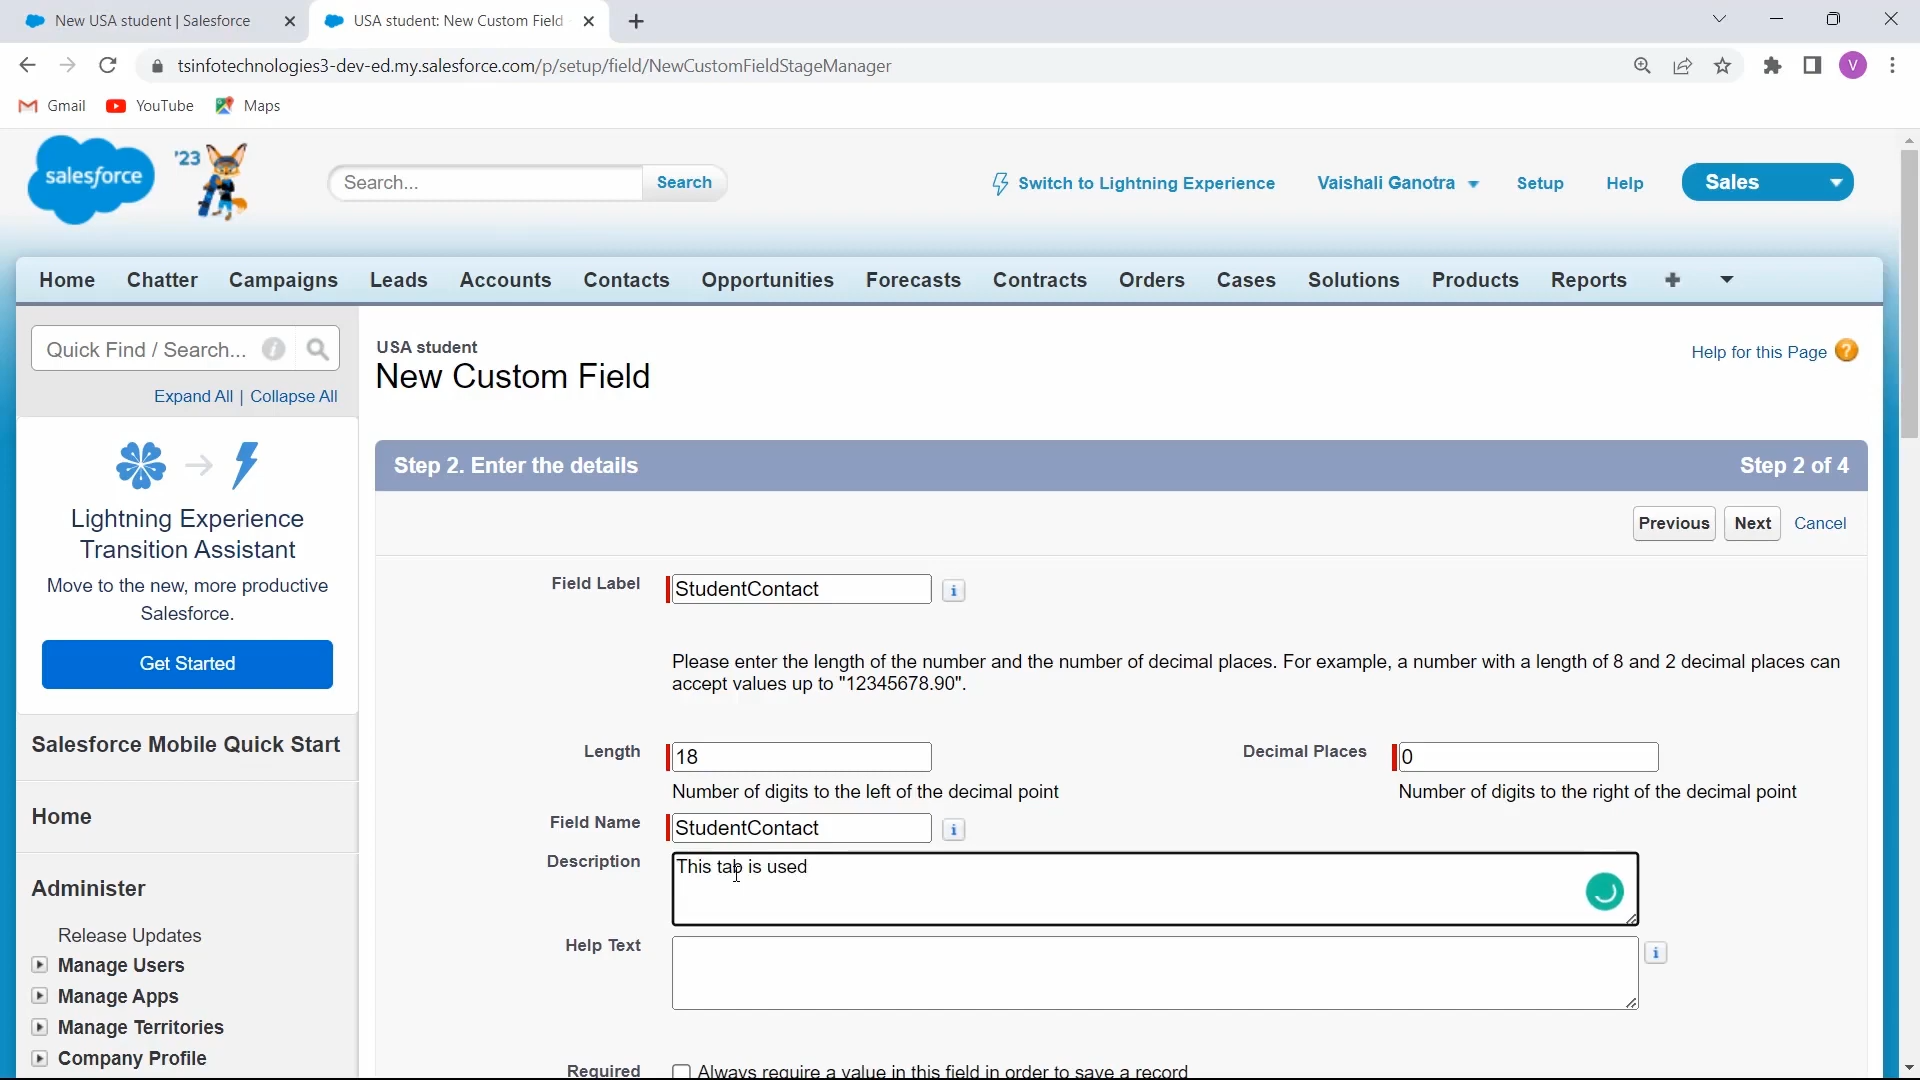 New USA student | Salesforce
USA student: New Custom Field
tsinfotechnologies3-dev-ed.my.salesforce.com/p/setup/field/NewCustomFieldStageManager
V
Gmail YouTube Maps
salesforce
'23
Search...
Search
Switch to Lightning Experience
Vaishali Ganotra
Setup
Help
Sales
Home Chatter Campaigns Leads Accounts Contacts Opportunities Forecasts Contracts Orders Cases Solutions Products Reports
Quick Find / Search...
Expand All | Collapse All
Lightning Experience
Transition Assistant
Move to the new, more productive
Salesforce.
Get Started
Salesforce Mobile Quick Start
Home
Administer
Release Updates
Manage Users
Manage Apps
Manage Territories
Company Profile
USA student
New Custom Field
Help for this Page
Step 2. Enter the details
Step 2 of 4
Previous Next Cancel
Field Label StudentContact
Please enter the length of the number and the number of decimal places. For example, a number with a length of 8 and 2 decimal places can
accept values up to "12345678.90".
Length 18
Number of digits to the left of the decimal point
Decimal Places 0
Number of digits to the right of the decimal point
Field Name StudentContact
Description This tab is used
Help Text
Required Always require a value in this field in order to save a record